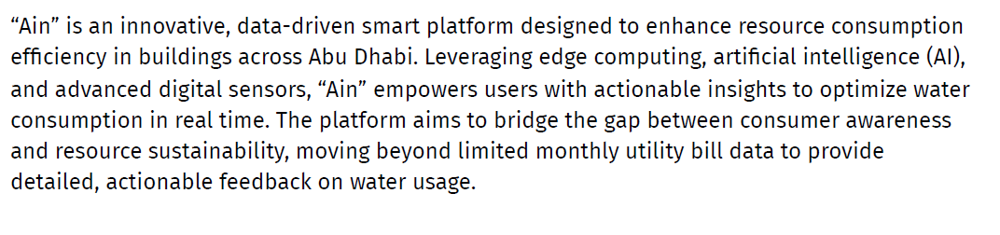 “Ain” is an innovative, data-driven smart platform designed to enhance resource consumption
efficiency in buildings across Abu Dhabi. Leveraging edge computing, artificial intelligence (AI),
and advanced digital sensors, “Ain” empowers users with actionable insights to optimize water
consumption in real time. The platform aims to bridge the gap between consumer awareness
and resource sustainability, moving beyond limited monthly utility bill data to provide
detailed, actionable feedback on water usage.